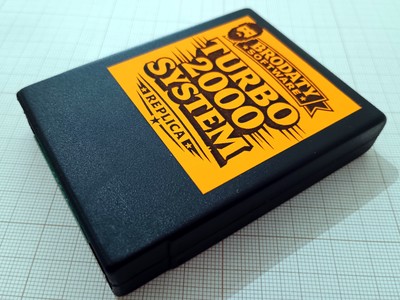 BRODATY
SOFTWARE
TURBO
2000
SYSTEM
REPLICA